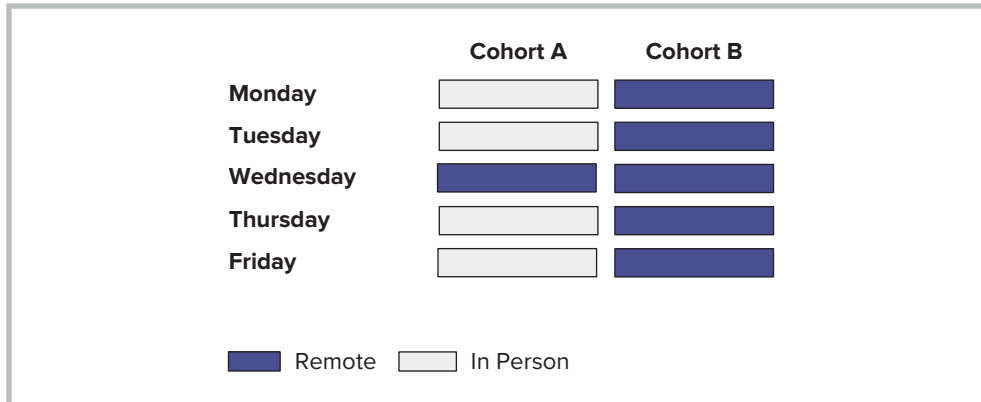 Cohort A Cohort B
Monday
Tuesday
Wednesday
Thursday
Friday
Remote In Person